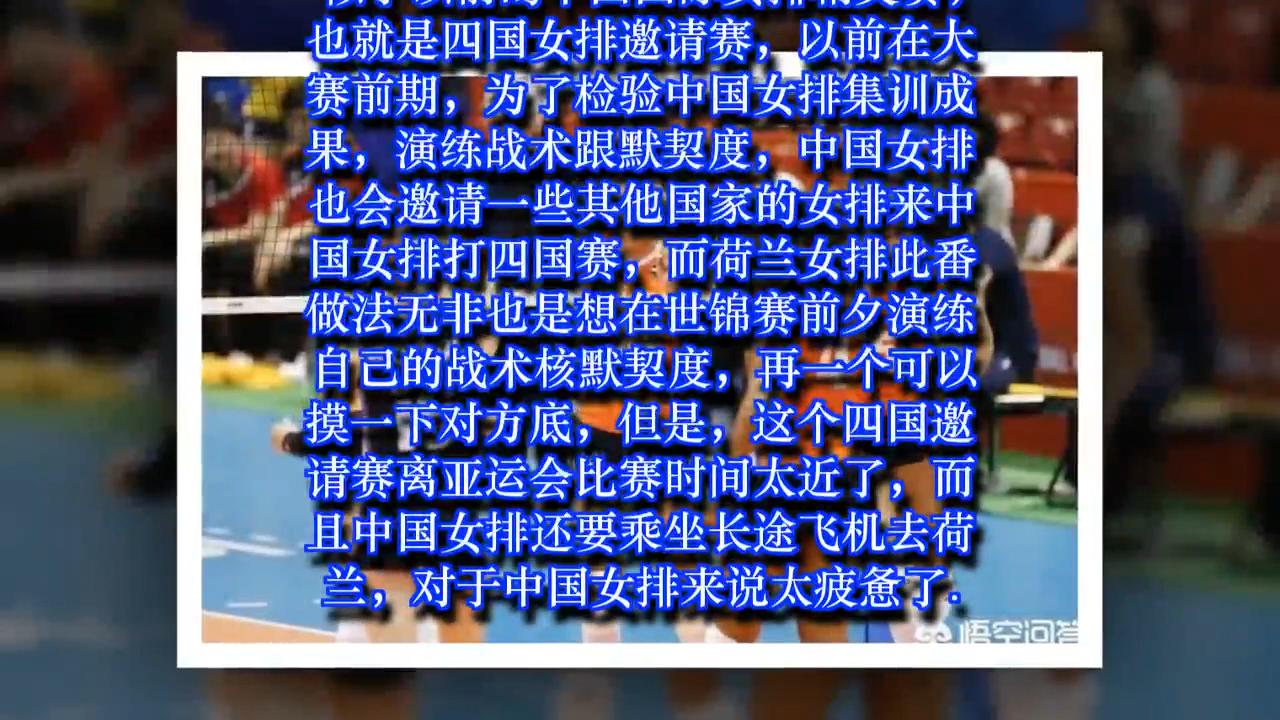 也就是四国女排邀请赛，以前在大
赛前期，为了检验中国女排集训成
果，演练战术跟默契度，中国女排
也会邀请一些其他国家的女排来中
国女排打四国赛，而荷兰女排此番
做法无非也是想在世锦赛前夕演练
自己的战术核默契度，再一个可以
摸一下对方底，但是，这个四国邀
请赛离亚运会比赛时间太近了，而
且中国女排还要乘坐长途飞机去荷
兰，对于中国女排来说太疲惫了.
悟空问答